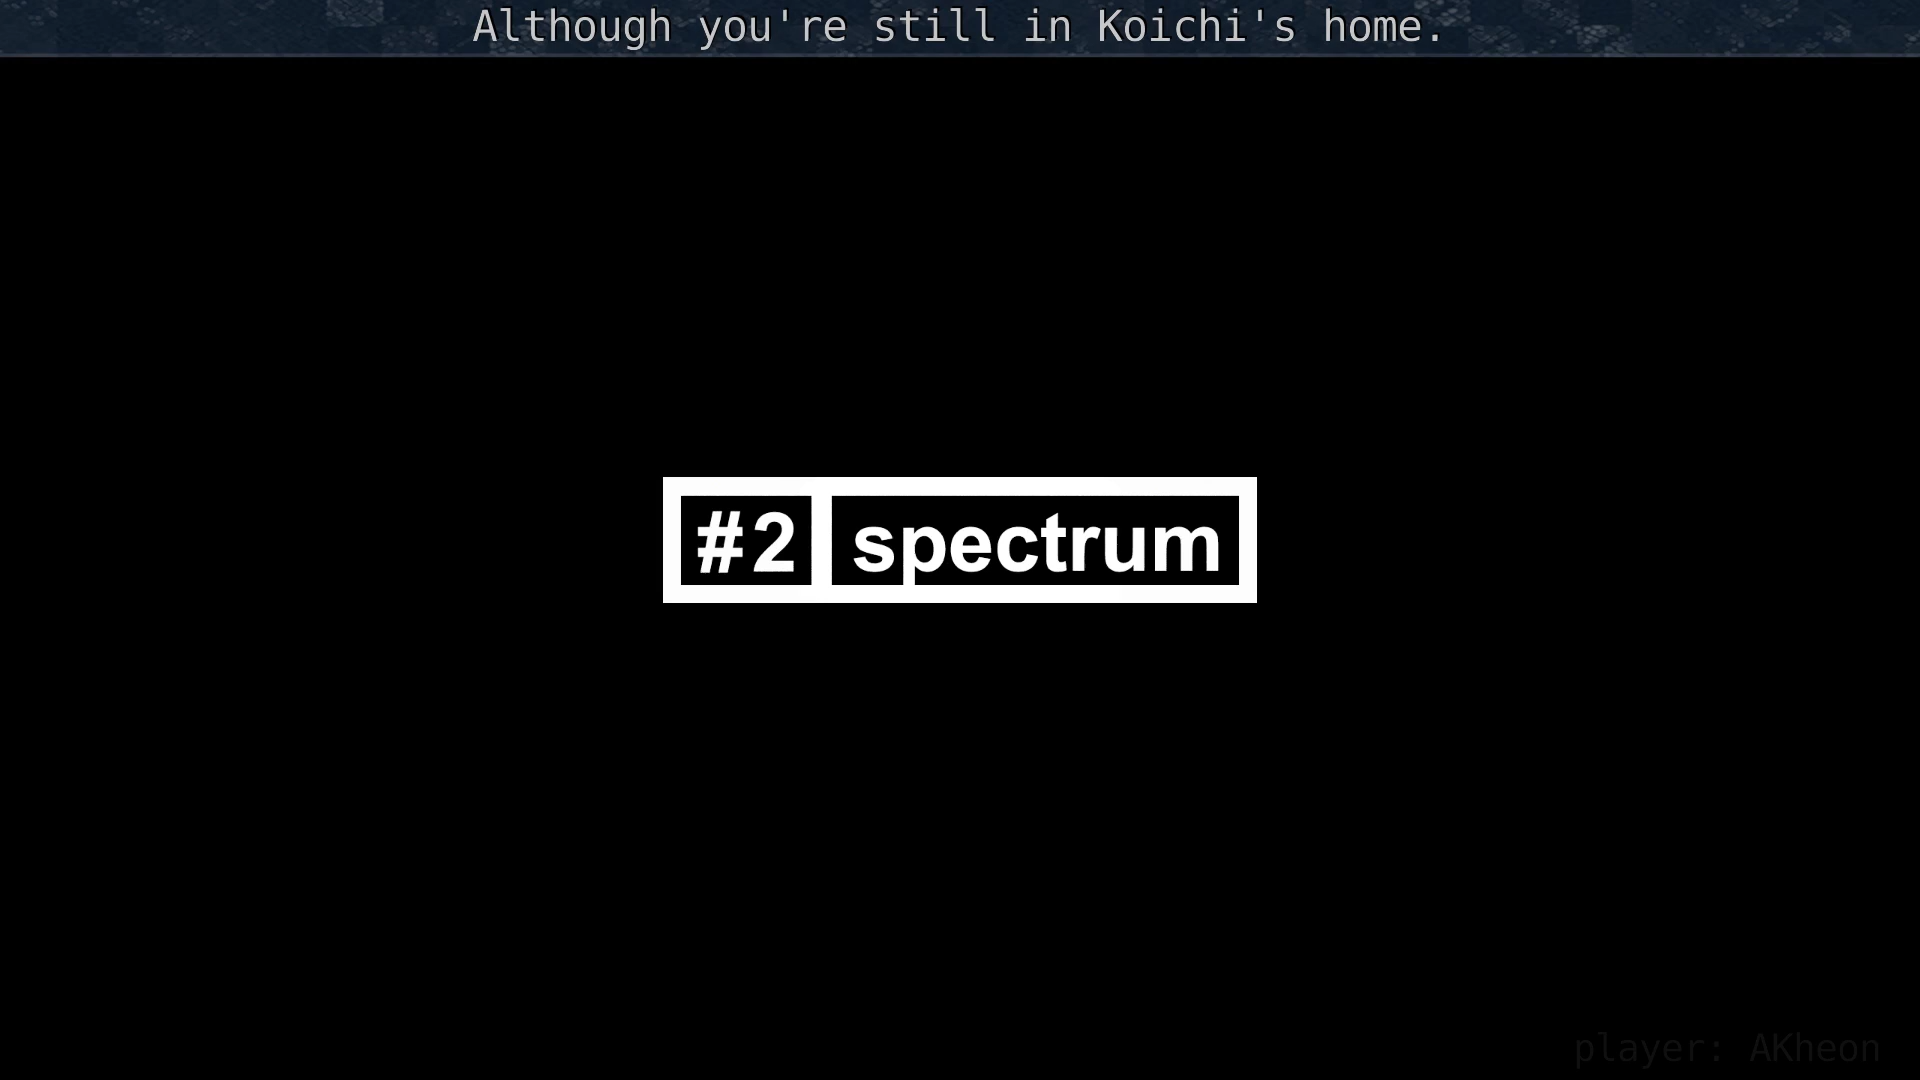 Although you're still in Koichi's home.
#2 spectrum
player: AKheon